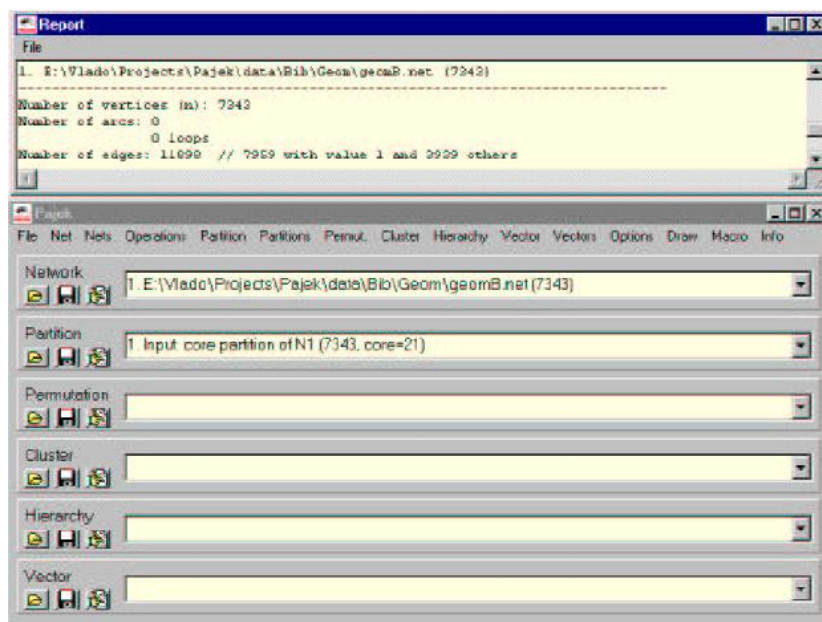 Report
File
1. E:\Vlado\Projects\Pajek\data\Bib\Geom\geomB.net (7343)
--------------------------------------------------------------------------------
Number of vertices (n): 7343
Number of arcs: 0
0 loops
Number of edges: 11898 // 7959 with value 1 and 3939 others
Pajek
File Net Nets Operations Partition Partitions Permut. Cluster Hierarchy Vector Vectors Options Draw Macro Info
Network
1. E:\Vlado\Projects\Pajek\data\Bib\Geom\geomB.net (7343)
Partition
1. Input core partition of N1 (7343, core=21)
Permutation
Cluster
Hierarchy
Vector